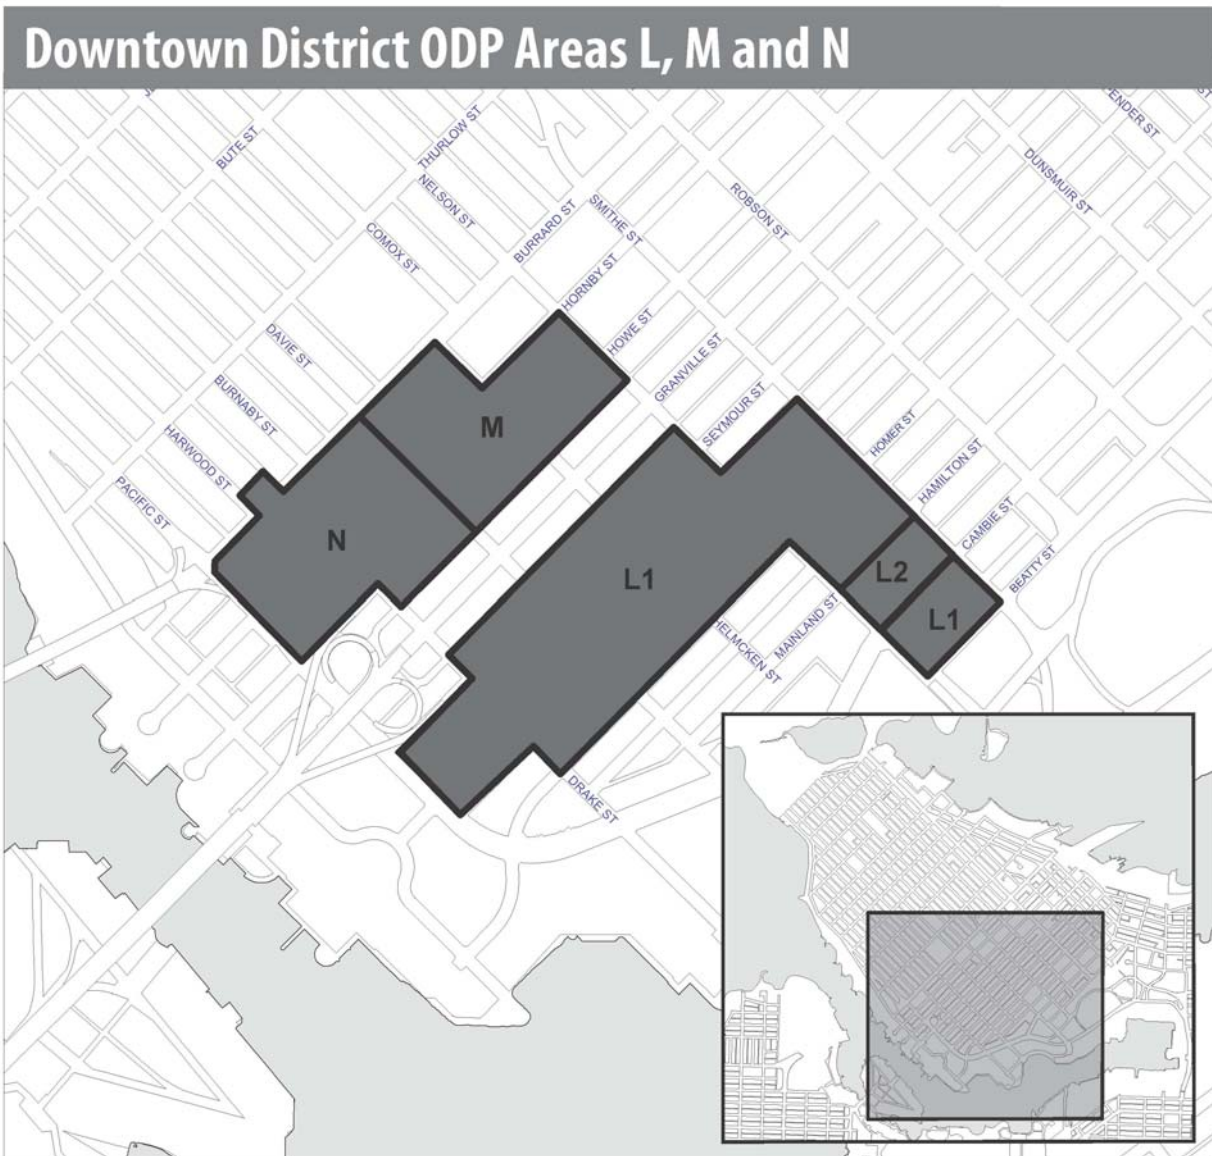 Downtown District ODP Areas L, M and N
BUTE ST
THURLOW ST
NELSON ST
COMOX ST
BURRARD ST
SMITHE ST
ROBSON ST
DUNSMUIR ST
HORNBY ST
HOWE ST
GRANVILLE ST
SEYMOUR ST
DAVIE ST
BURNABY ST
HARWOOD ST
PACIFIC ST
HOMER ST
HAMILTON ST
CAMBIE ST
BEATTY ST
M
N
L1
L2
L1
MAINLAND ST
HELMCKEN ST
DRAKE ST